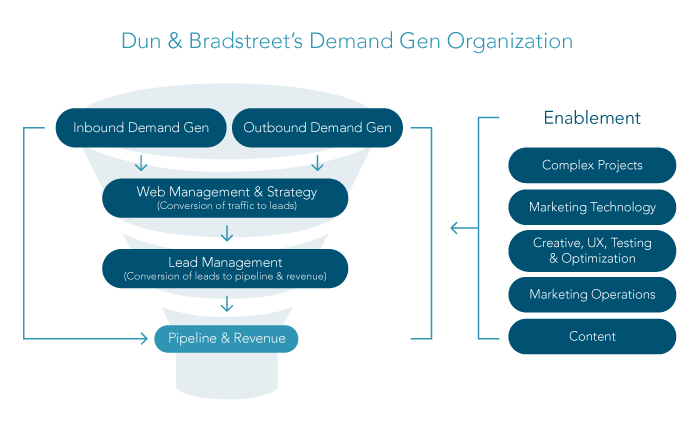 Dun & Bradstreet’s Demand Gen Organization
Inbound Demand Gen
Outbound Demand Gen
Web Management & Strategy
(Conversion of traffic to leads)
Lead Management
(Conversion of leads to pipeline & revenue)
Pipeline & Revenue
Enablement
Complex Projects
Marketing Technology
Creative, UX, Testing
& Optimization
Marketing Operations
Content